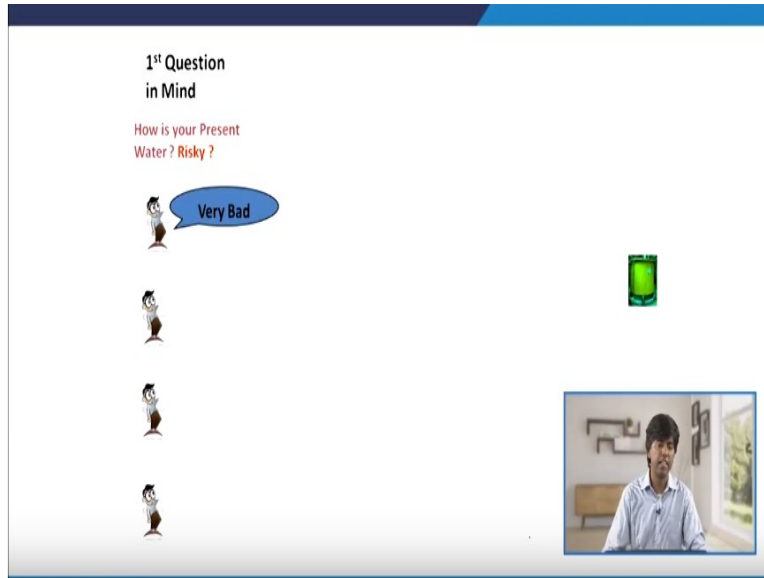 1st Question
in Mind
How is your Present
Water ? Risky ?
Very Bad